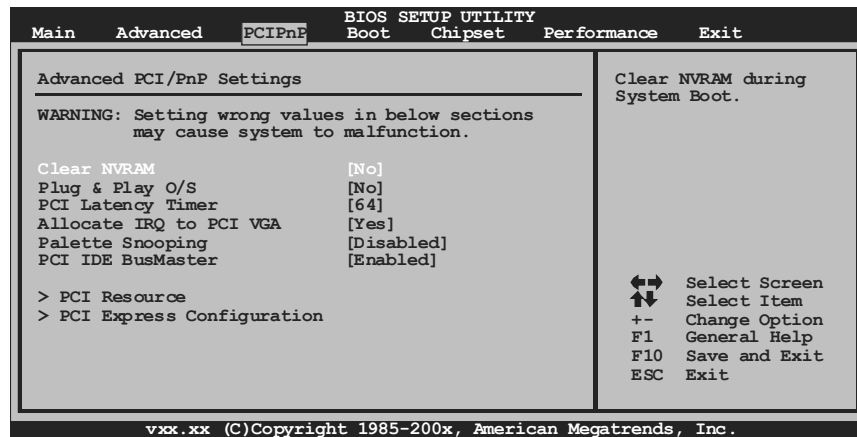 BIOS SETUP UTILITY
Main Advanced PCIPnP Boot Chipset Performance Exit
Advanced PCI/PnP Settings
WARNING: Setting wrong values in below sections
may cause system to malfunction.
Clear NVRAM [No]
Plug & Play O/S [No]
PCI Latency Timer [64]
Allocate IRQ to PCI VGA [Yes]
Palette Snooping [Disabled]
PCI IDE BusMaster [Enabled]
> PCI Resource
> PCI Express Configuration
Clear NVRAM during
System Boot.
Select Screen
Select Item
+- Change Option
F1 General Help
F10 Save and Exit
ESC Exit
vxx.xx (C)Copyright 1985-200x, American Megatrends, Inc.